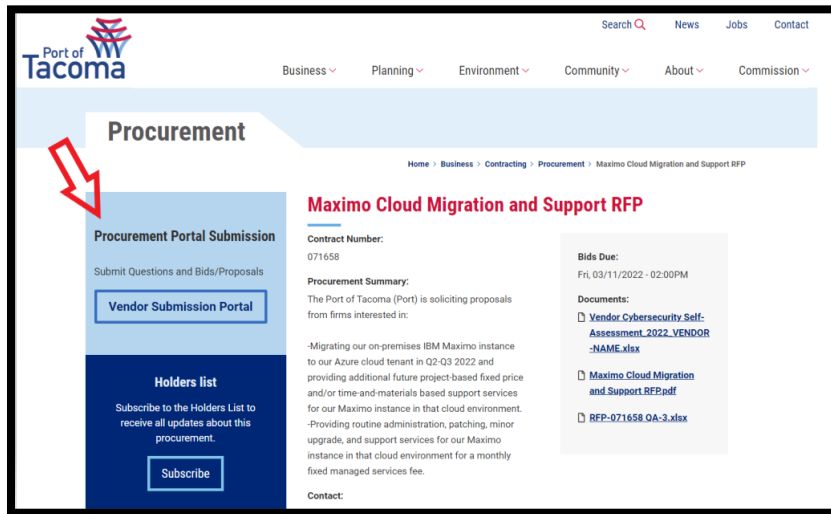 Port of
Tacoma
Search
News
Jobs
Contact
Business
Planning
Environment
Community
About
Commission
Procurement
Home > Business > Contracting > Procurement > Maximo Cloud Migration and Support RFP
Procurement Portal Submission
Submit Questions and Bids/Proposals
Vendor Submission Portal
Holders list
Subscribe to the Holders List to
receive all updates about this
procurement.
Subscribe
Maximo Cloud Migration and Support RFP
Contract Number:
071658
Procurement Summary:
The Port of Tacoma (Port) is soliciting proposals
from firms interested in:
-Migrating our on-premises IBM Maximo instance
to our Azure cloud tenant in Q2-Q3 2022 and
providing additional future project-based fixed price
and/or time-and-materials based support services
for our Maximo instance in that cloud environment.
-Providing routine administration, patching, minor
upgrade, and support services for our Maximo
instance in that cloud environment for a monthly
fixed managed services fee.
Contact:
Bids Due:
Fri, 03/11/2022 - 02:00PM
Documents:
Vendor Cybersecurity Self-
Assessment_2022_VENDOR
-NAME.xlsx
Maximo Cloud Migration
and Support RFP.pdf
RFP-071658 QA-3.xlsx